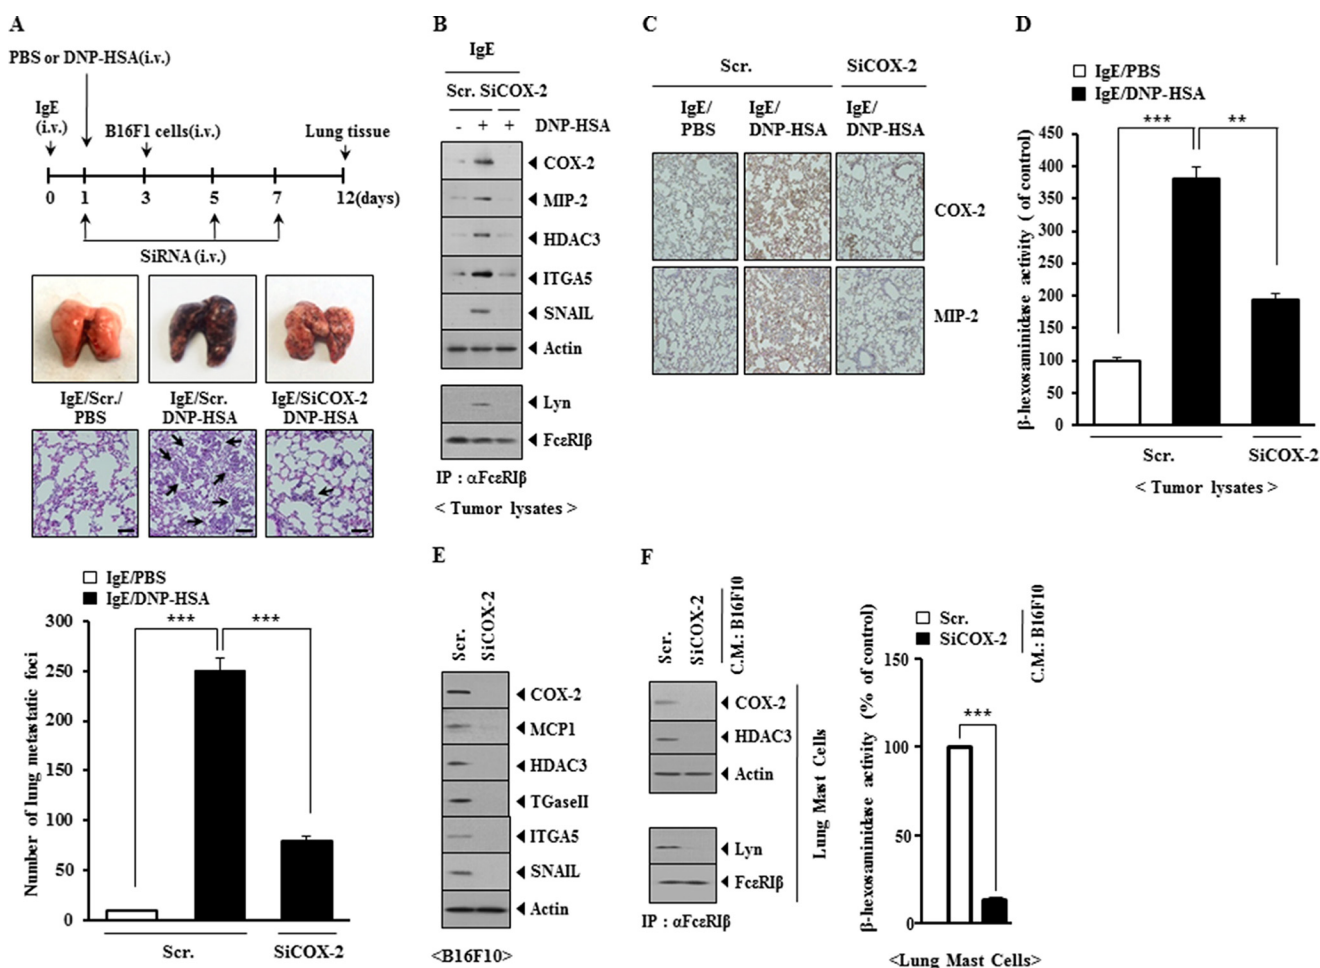 A
PBS or DNP-HSA(i.v.)
IgE
(i.v.)
B16F1 cells(i.v.)
Lung tissue
0 1 3 5 7 12(days)
SiRNA (i.v.)
IgE/Scr./
PBS
IgE/Scr.
DNP-HSA
IgE/SiCOX-2
DNP-HSA
IgE/PBS
IgE/DNP-HSA
Number of lung metastatic foci
300
250
200
150
100
50
0
***
***
Scr.
SiCOX-2
B
IgE
Scr. SiCOX-2
- + + DNP-HSA
COX-2
MIP-2
HDAC3
ITGA5
SNAIL
Actin
Lyn
FcεRIβ
IP : αFcεRIβ
< Tumor lysates >
C
Scr.
SiCOX-2
IgE/
PBS
IgE/
DNP-HSA
IgE/
DNP-HSA
COX-2
MIP-2
D
IgE/PBS
IgE/DNP-HSA
β-hexosaminidase activity ( of control)
450
400
350
300
250
200
150
100
50
0
***
**
Scr.
SiCOX-2
< Tumor lysates >
E
Scr.
SiCOX-2
COX-2
MCP1
HDAC3
TGaseII
ITGA5
SNAIL
Actin
<B16F10>
F
Scr.
SiCOX-2
C.M.: B16F10
COX-2
HDAC3
Actin
Lyn
FcεRIβ
IP : αFcεRIβ
Lung Mast Cells
Scr.
SiCOX-2
C.M.: B16F10
β-hexosaminidase activity (% of control)
150
100
50
0
***
<Lung Mast Cells>